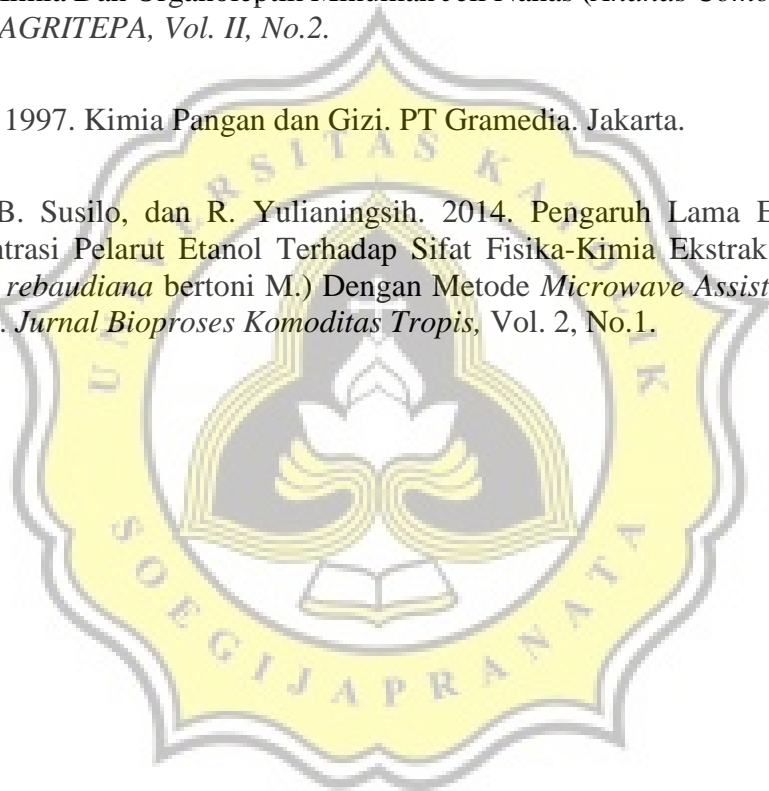 Kimia Dan Organoleptik Minuman Jeli Nanas (Ananas Como
AGRITEPA, Vol. II, No.2.
1997. Kimia Pangan dan Gizi. PT Gramedia. Jakarta.
B. Susilo, dan R. Yulianingsih. 2014. Pengaruh Lama E
ntrasi Pelarut Etanol Terhadap Sifat Fisika-Kimia Ekstrak
rebaudiana bertoni M.) Dengan Metode Microwave Assist
. Jurnal Bioproses Komoditas Tropis, Vol. 2, No.1.
UNIVERSITAS KATOLIK
SOEGIJAPRANATA